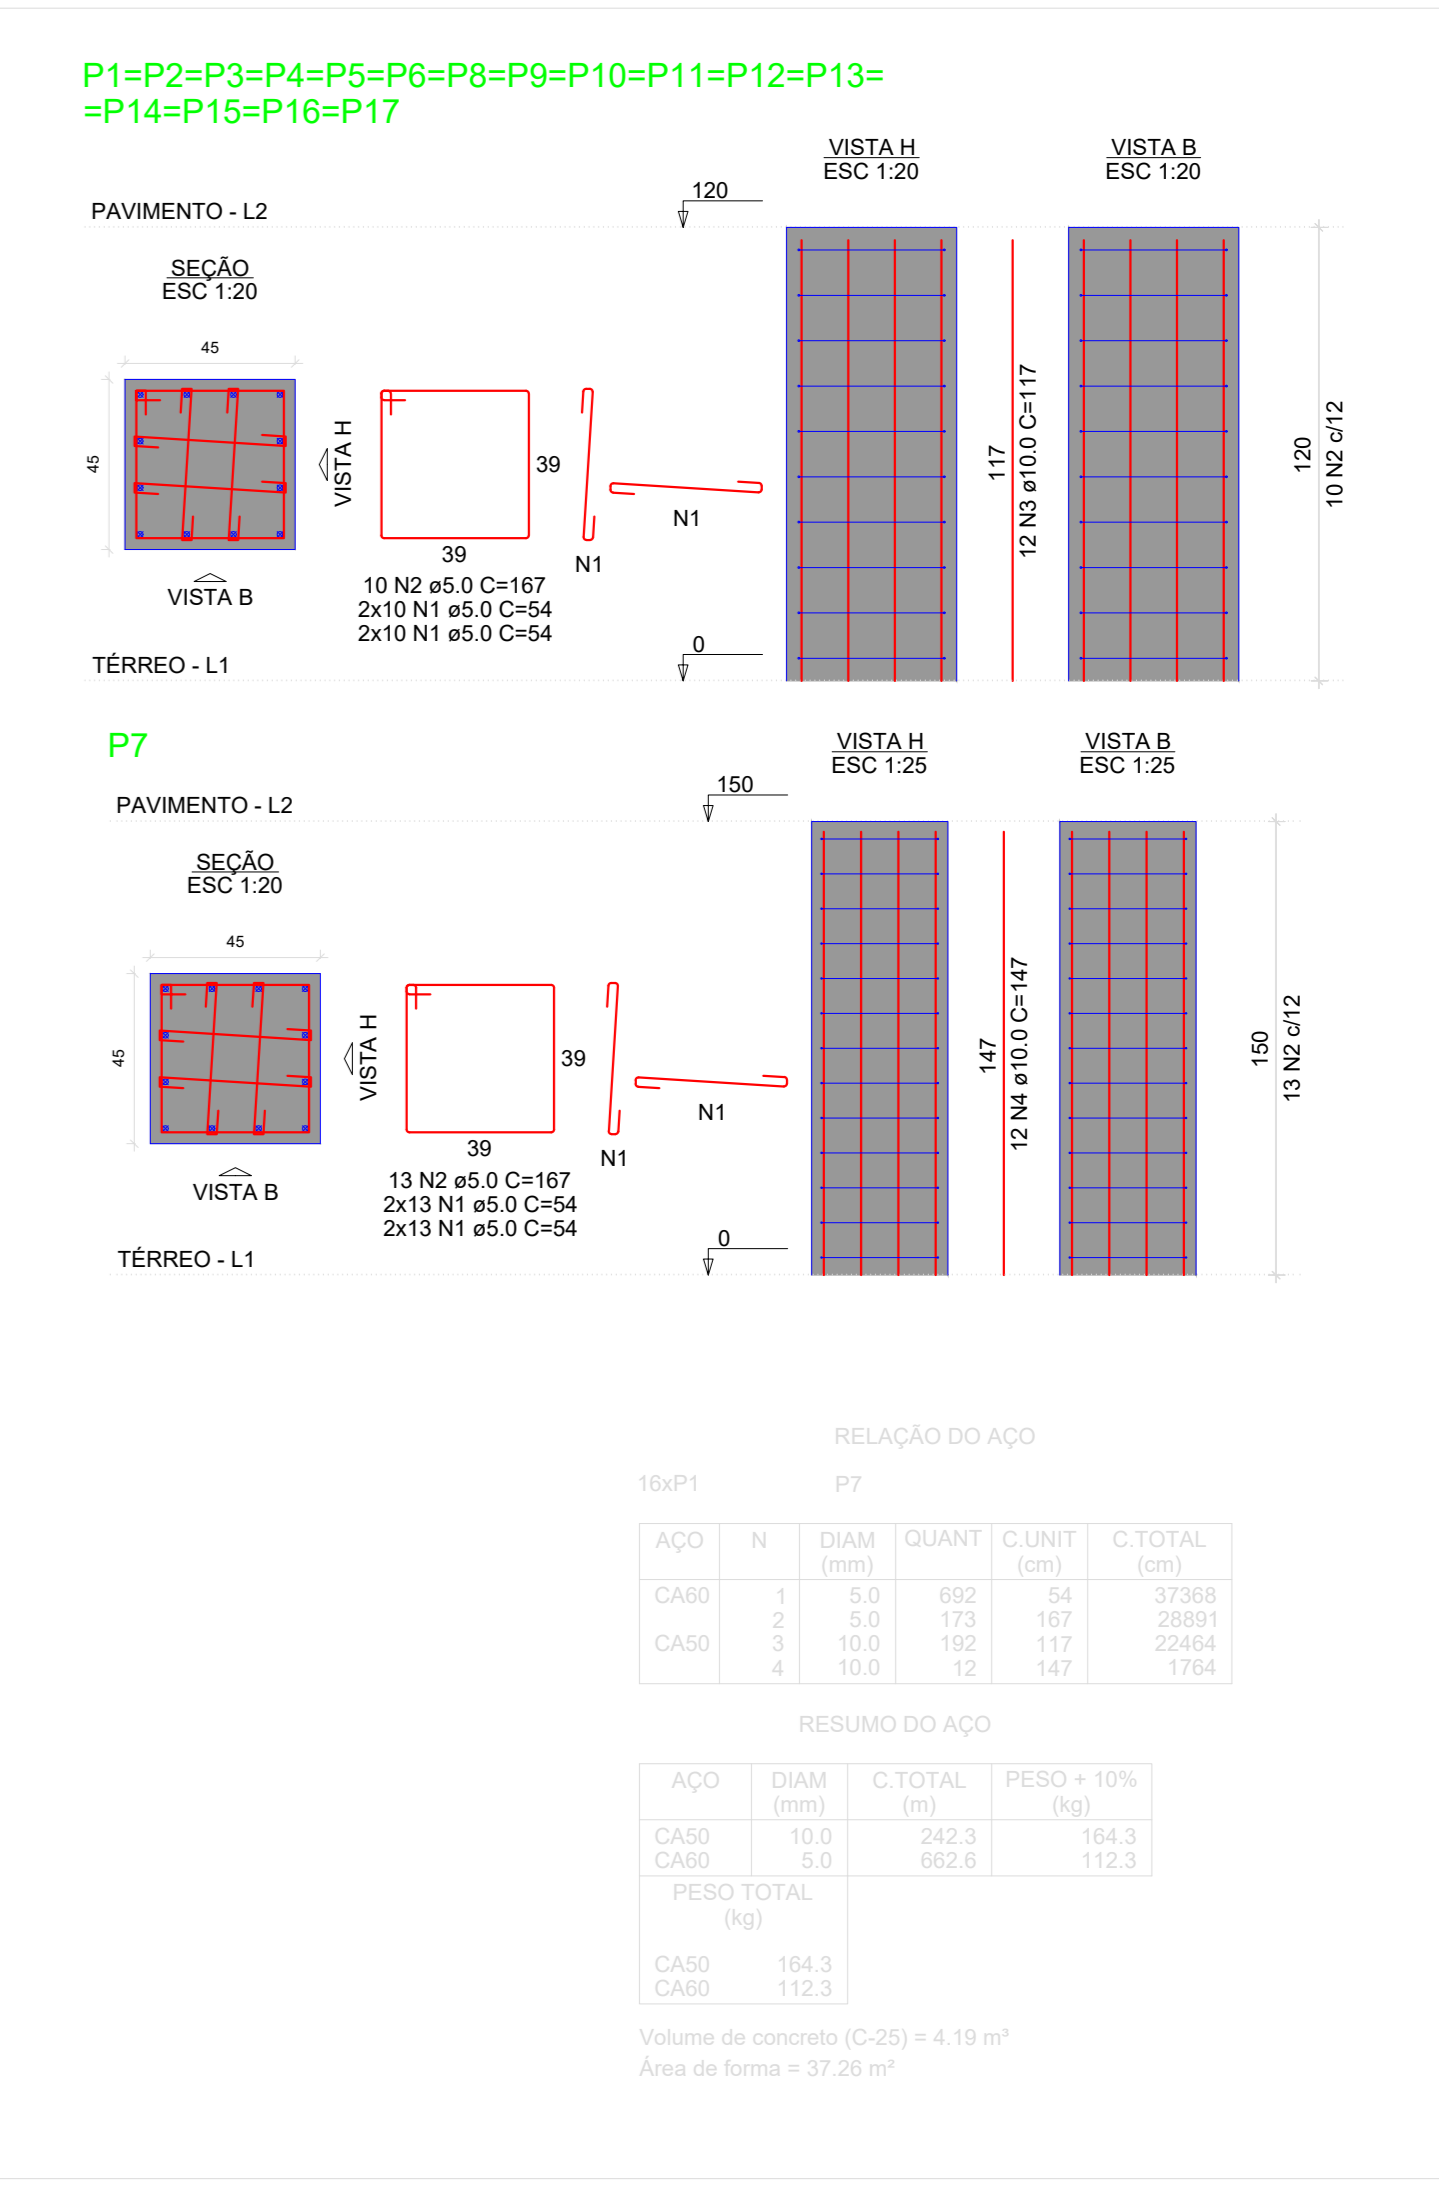 P1=P2=P3=P4=P5=P6=P8=P9=P10=P11=P12=P13=
=P14=P15=P16=P17
VISTA H
ESC 1:20
VISTA B
ESC 1:20
120
PAVIMENTO - L2
SEÇÃO
ESC 1:20
45
45
VISTA H
VISTA B
39
39
N1
N1
10 N2 ø5.0 C=167
2x10 N1 ø5.0 C=54
2x10 N1 ø5.0 C=54
117
12 N3 ø10.0 C=117
120
10 N2 c/12
0
TÉRREO - L1
P7
VISTA H
ESC 1:25
VISTA B
ESC 1:25
150
PAVIMENTO - L2
SEÇÃO
ESC 1:20
45
45
VISTA H
VISTA B
39
39
N1
N1
13 N2 ø5.0 C=167
2x13 N1 ø5.0 C=54
2x13 N1 ø5.0 C=54
147
12 N4 ø10.0 C=147
150
13 N2 c/12
0
TÉRREO - L1
RELAÇÃO DO AÇO
16xP1 P7
AÇO N DIAM QUANT C.UNIT C.TOTAL
(mm) (cm) (cm)
CA60 1 5.0 692 54 37368
2 5.0 173 167 28891
CA50 3 10.0 192 117 22464
4 10.0 12 147 1764
RESUMO DO AÇO
AÇO DIAM C.TOTAL PESO + 10%
(mm) (m) (kg)
CA50 10.0 242.3 164.3
CA60 5.0 662.6 112.3
PESO TOTAL
(kg)
CA50 164.3
CA60 112.3
Volume de concreto (C-25) = 4.19 m³
Área de forma = 37.26 m²